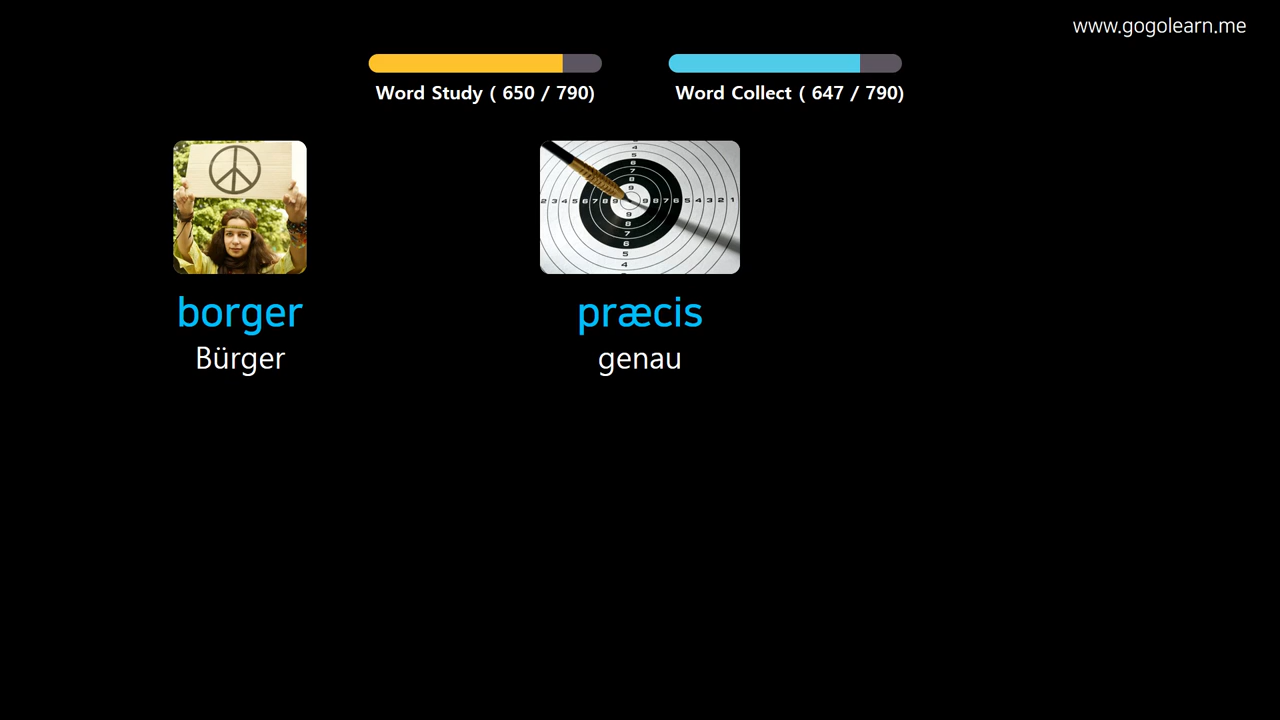 www.gogolearn.me
Word Study ( 650 / 790)
Word Collect ( 647 / 790)
borger
Bürger
præcis
genau